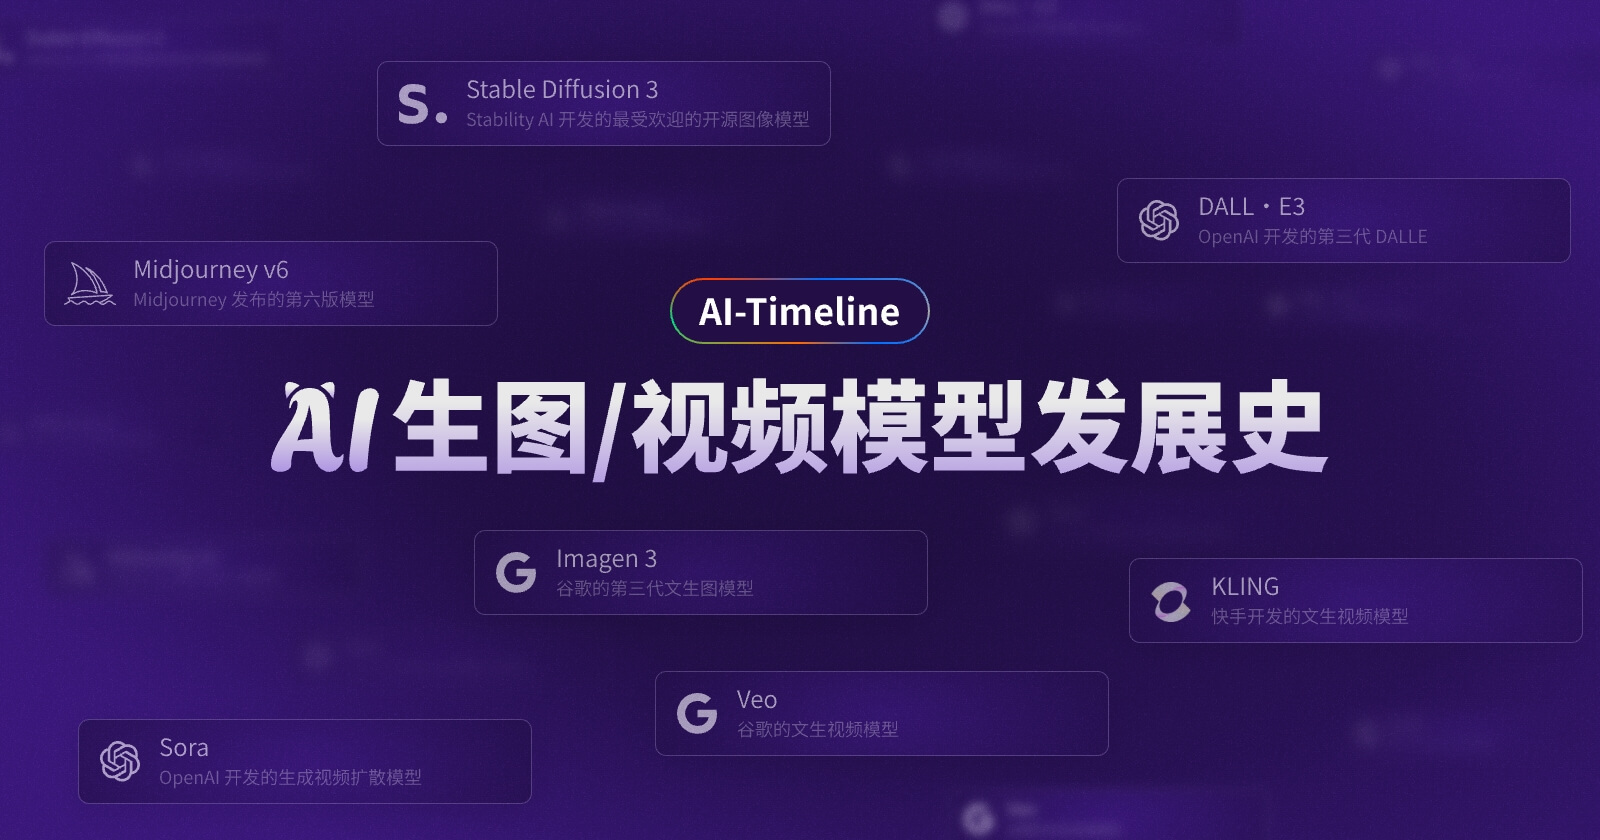 S.
Stable Diffusion 3
Stability AI 开发的最受欢迎的开源图像模型
DALL・E3
OpenAI 开发的第三代 DALLE
Midjourney v6
Midjourney 发布的第六版模型
AI-Timeline
AI生图/视频模型发展史
G
Imagen 3
谷歌的第三代文生图模型
KLING
快手开发的文生视频模型
G
Veo
谷歌的文生视频模型
Sora
OpenAI 开发的生成视频扩散模型